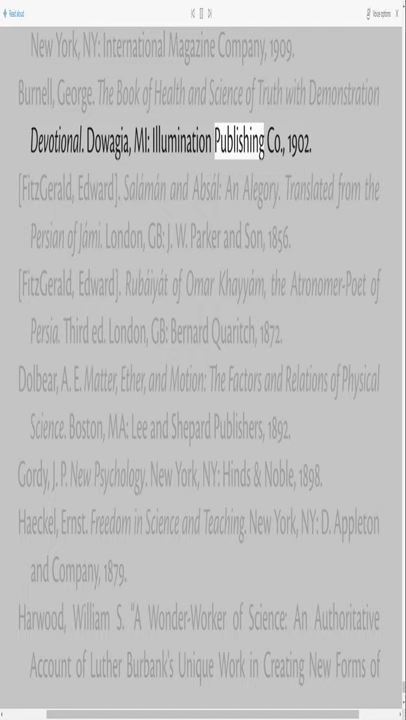 Read aloud
Voice options
New York, NY: International Magazine Company, 1909.
Burnell, George. The Book of Health and Science of Truth with Demonstration
Devotional. Dowagia, MI: Illumination Publishing Co., 1902.
[FitzGerald, Edward]. Salámán and Absál: An Alegory. Translated from the
Persian of Jámí. London, GB: J. W. Parker and Son, 1856.
[FitzGerald, Edward]. Rubáiyát of Omar Khayyám, the Atronomer-Poet of
Persia. Third ed. London, GB: Bernard Quaritch, 1872.
Dolbear, A. E. Matter, Ether, and Motion: The Factors and Relations of Physical
Science. Boston, MA: Lee and Shepard Publishers, 1892.
Gordy, J. P. New Psychology. New York, NY: Hinds & Noble, 1898.
Haeckel, Ernst. Freedom in Science and Teaching. New York, NY: D. Appleton
and Company, 1879.
Harwood, William S. "A Wonder-Worker of Science: An Authoritative
Account of Luther Burbank's Unique Work in Creating New Forms of